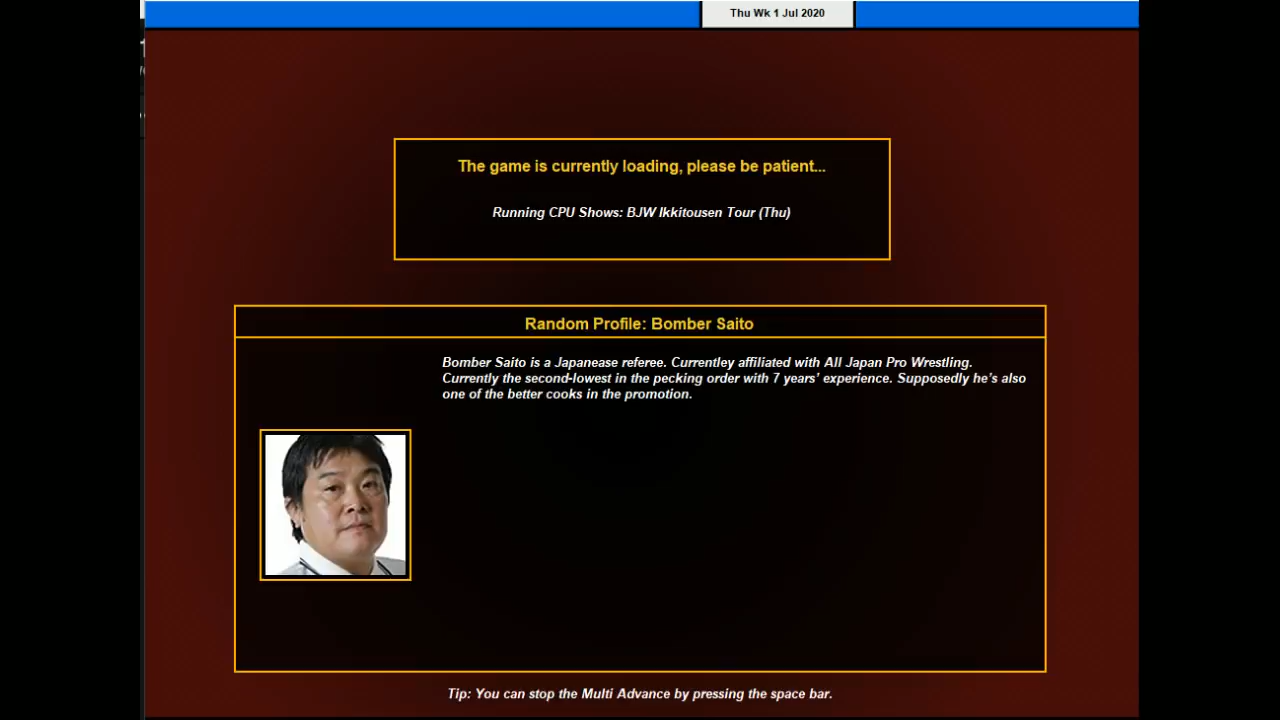 Thu Wk 1 Jul 2020
The game is currently loading, please be patient...
Running CPU Shows: BJW Ikkitousen Tour (Thu)
Random Profile: Bomber Saito
Bomber Saito is a Japanease referee. Currentley affiliated with All Japan Pro Wrestling.
Currently the second-lowest in the pecking order with 7 years’ experience. Supposedly he’s also
one of the better cooks in the promotion.
Tip: You can stop the Multi Advance by pressing the space bar.